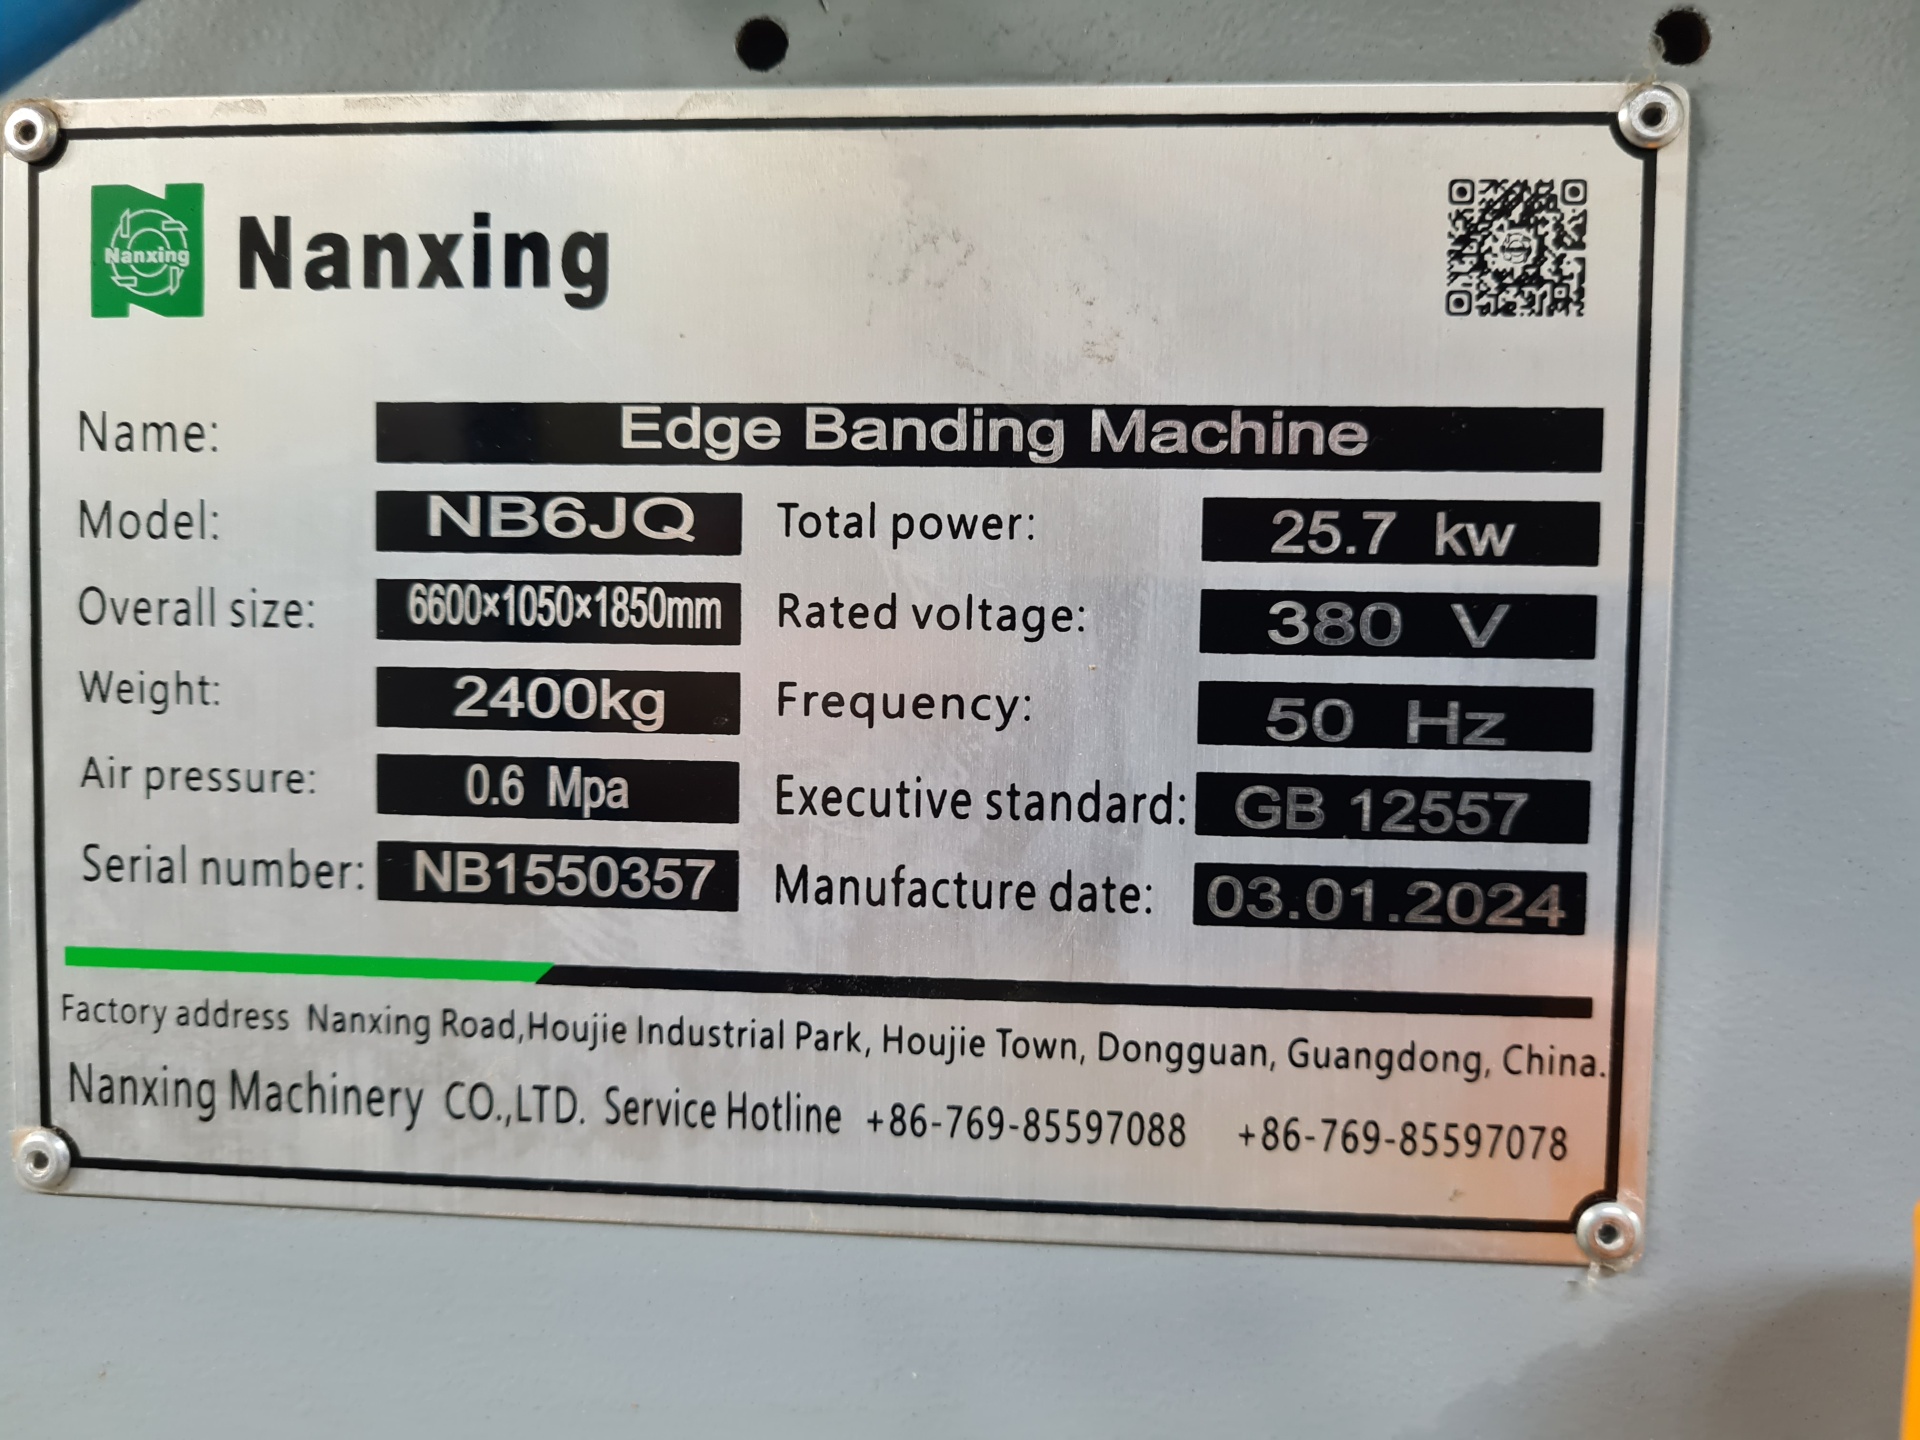 Nanxing
Nanxing
Name: Edge Banding Machine
Model: NB6JQ Total power: 25.7 kw
Overall size: 6600×1050×1850mm Rated voltage: 380 V
Weight: 2400kg Frequency: 50 Hz
Air pressure: 0.6 Mpa Executive standard: GB 12557
Serial number: NB1550357 Manufacture date: 03.01.2024
Factory address Nanxing Road,Houjie Industrial Park, Houjie Town, Dongguan, Guangdong, China.
Nanxing Machinery CO.,LTD. Service Hotline +86-769-85597088 +86-769-85597078